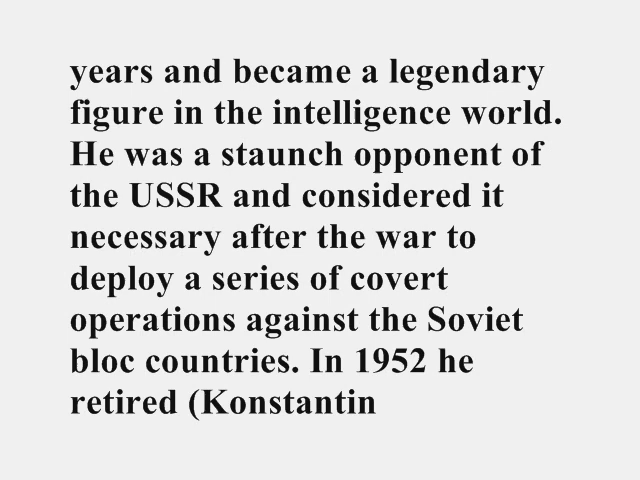 years and became a legendary
figure in the intelligence world.
He was a staunch opponent of
the USSR and considered it
necessary after the war to
deploy a series of covert
operations against the Soviet
bloc countries. In 1952 he
retired (Konstantin